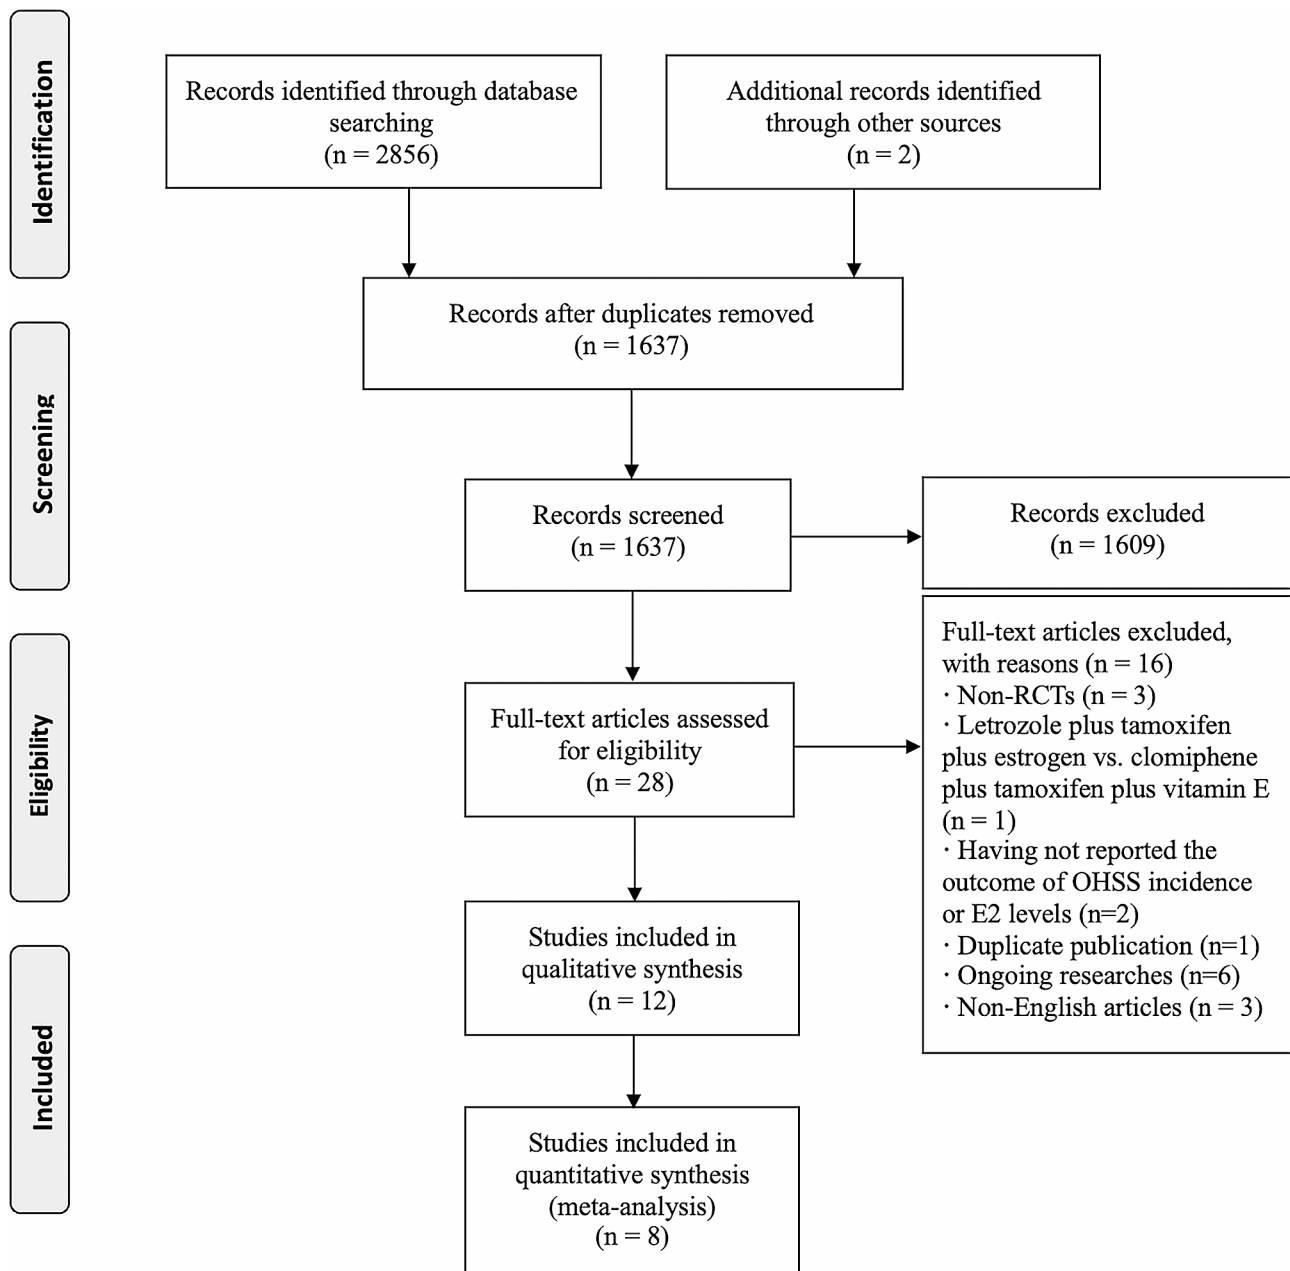 Identification
Records identified through database
searching
(n = 2856)
Additional records identified
through other sources
(n = 2)
Records after duplicates removed
(n = 1637)
Screening
Records screened
(n = 1637)
Records excluded
(n = 1609)
Eligibility
Full-text articles assessed
for eligibility
(n = 28)
Full-text articles excluded,
with reasons (n = 16)
· Non-RCTs (n = 3)
· Letrozole plus tamoxifen
plus estrogen vs. clomiphene
plus tamoxifen plus vitamin E
(n = 1)
· Having not reported the
outcome of OHSS incidence
or E2 levels (n=2)
· Duplicate publication (n=1)
· Ongoing researches (n=6)
· Non-English articles (n = 3)
Included
Studies included in
qualitative synthesis
(n = 12)
Studies included in
quantitative synthesis
(meta-analysis)
(n = 8)